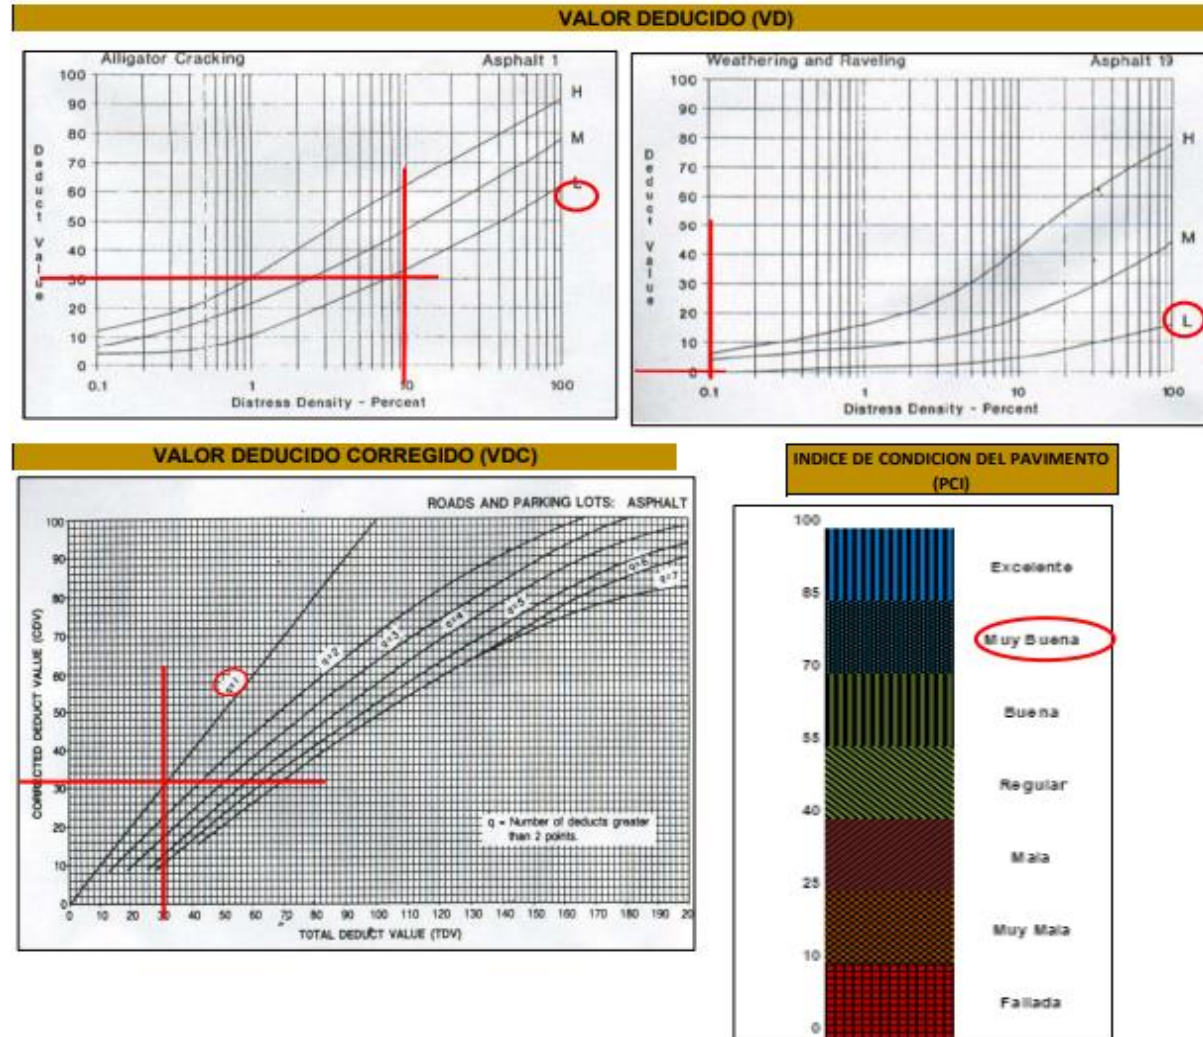 VALOR DEDUCIDO (VD)
Alligator Cracking Asphalt 1
100
90
80
70
60
50
40
30
20
10
0
Deduct Value
H
M
L
0.1 1 10 100
Distress Density - Percent
Weathering and Raveling Asphalt 19
100
90
80
70
60
50
40
30
20
10
0
Deduct Value
H
M
L
0.1 1 10 100
Distress Density - Percent
VALOR DEDUCIDO CORREGIDO (VDC)
ROADS AND PARKING LOTS: ASPHALT
CORRECTED DEDUCT VALUE (CDV)
100
90
80
70
60
50
40
30
20
10
0
q=1
q=2
q=3
q=4
q=5
q=6
q=7
q = Number of deducts greater
than 2 points.
0 10 20 30 40 50 60 70 80 90 100 110 120 130 140 150 160 170 180 190 20
TOTAL DEDUCT VALUE (TDV)
INDICE DE CONDICION DEL PAVIMENTO
(PCI)
100
Excelente
85
Muy Buena
70
Buena
55
Regular
40
Mala
25
Muy Mala
10
Fallada
0